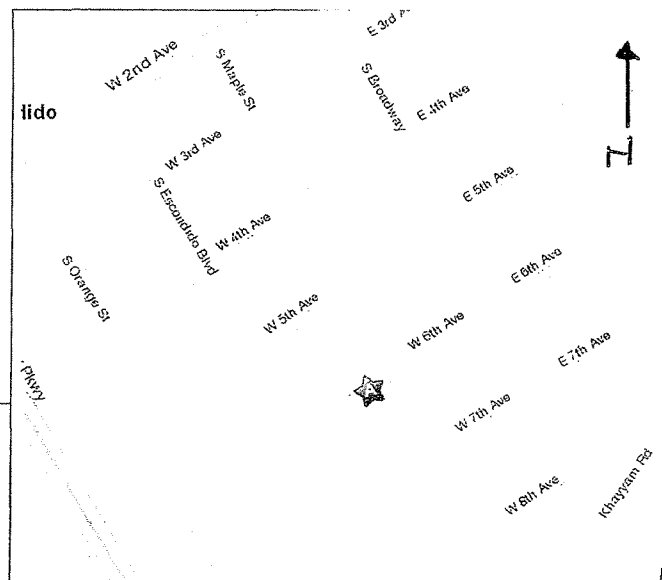 E 3rd A
W 2nd Ave
S Maple St
S Broadway
E 4th Ave
lido
W 3rd Ave
E 5th Ave
S Escondido Blvd
W 4th Ave
E 6th Ave
S Orange St
W 5th Ave
W 6th Ave
E 7th Ave
Pkwy
A
W 7th Ave
W 8th Ave
Khayyam Rd
N